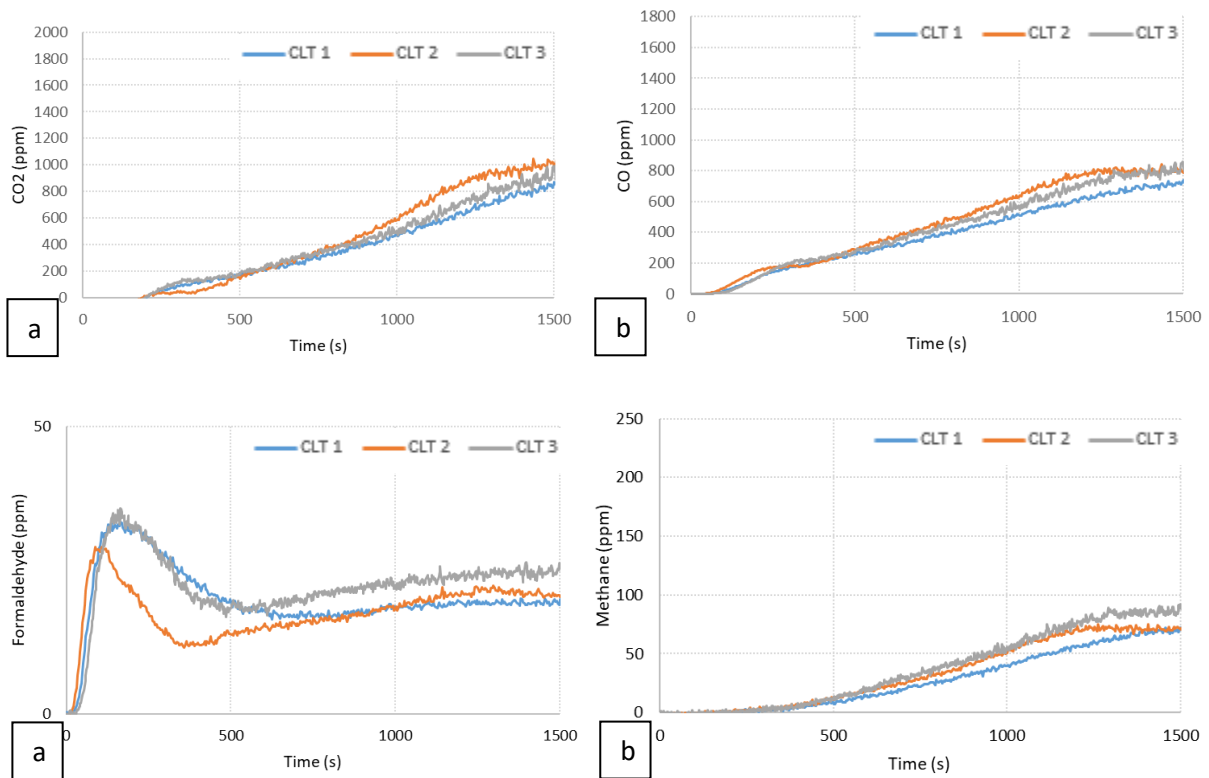 2000
1800
1600
1400
1200
1000
800
600
400
200
0
CO2 (ppm)
CLT 1 CLT 2 CLT 3
0 500 1000 1500
Time (s)
a
1800
1600
1400
1200
1000
800
600
400
200
0
CO (ppm)
CLT 1 CLT 2 CLT 3
0 500 1000 1500
Time (s)
b
50
0
Formaldehyde (ppm)
CLT 1 CLT 2 CLT 3
0 500 1000 1500
Time (s)
a
250
200
150
100
50
0
Methane (ppm)
CLT 1 CLT 2 CLT 3
0 500 1000 1500
Time (s)
b